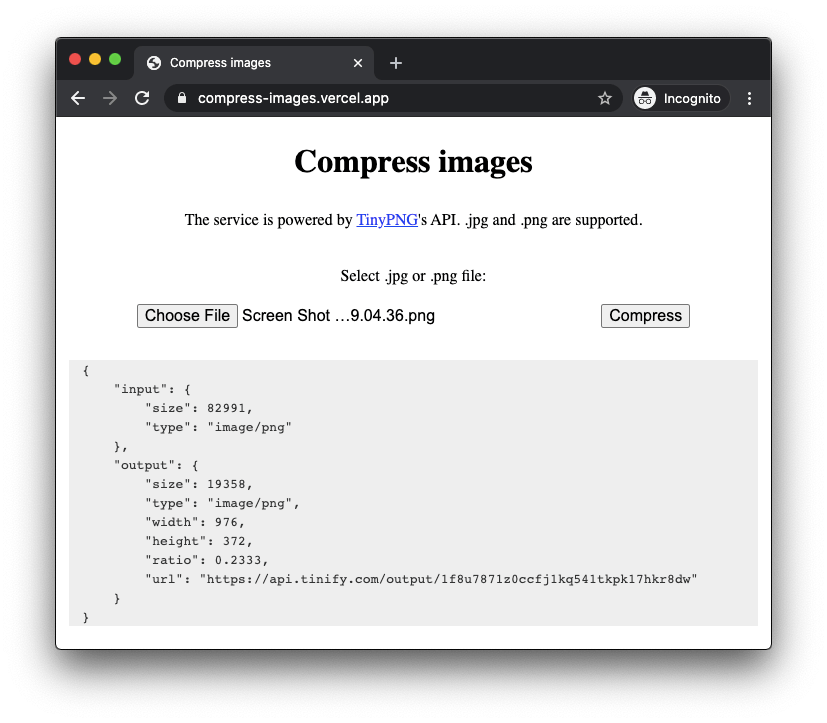 Compress images
compress-images.vercel.app
Incognito
Compress images
The service is powered by TinyPNG's API. .jpg and .png are supported.
Select .jpg or .png file:
Choose File Screen Shot …9.04.36.png Compress
{
"input": {
"size": 82991,
"type": "image/png"
},
"output": {
"size": 19358,
"type": "image/png",
"width": 976,
"height": 372,
"ratio": 0.2333,
"url": "https://api.tinify.com/output/1f8u7871z0ccfj1kq541tkpk17hkr8dw"
}
}